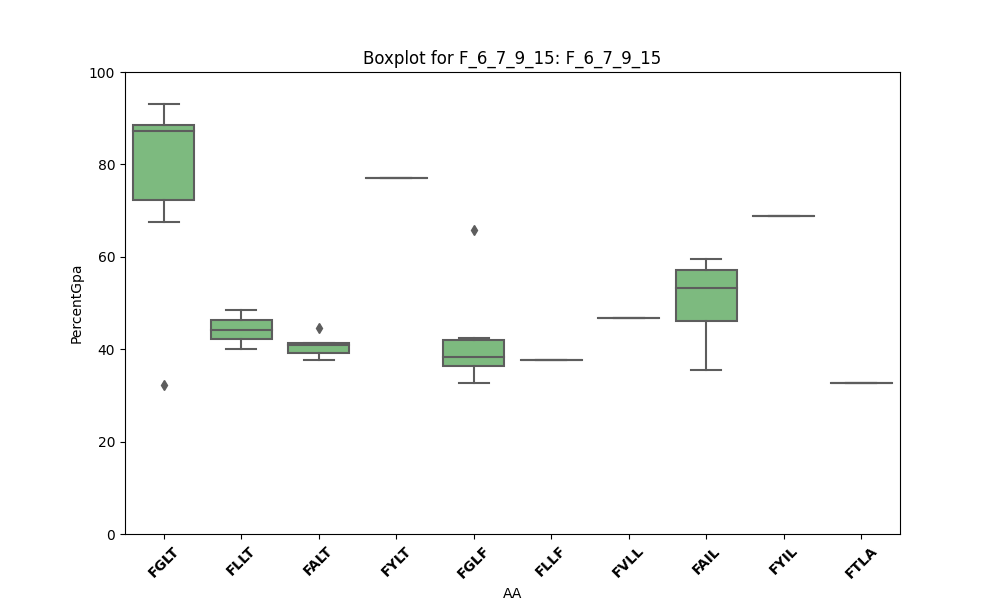 Boxplot for F_6_7_9_15: F_6_7_9_15
100
80
60
40
20
0
PercentGpa
FGLT FLLT FALT FYLT FGLF FLLF FVLL FAIL FYIL FTLA
AA